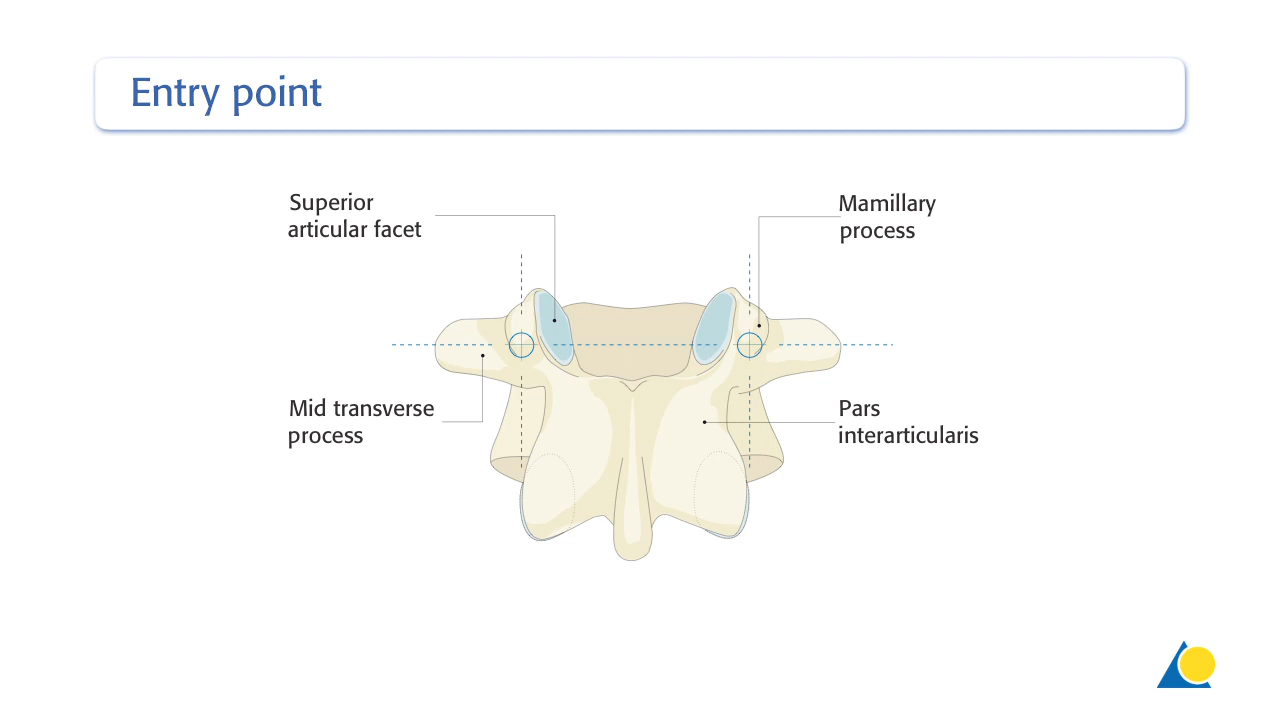 Entry point
Superior
articular facet
Mamillary
process
Mid transverse
process
Pars
interarticularis